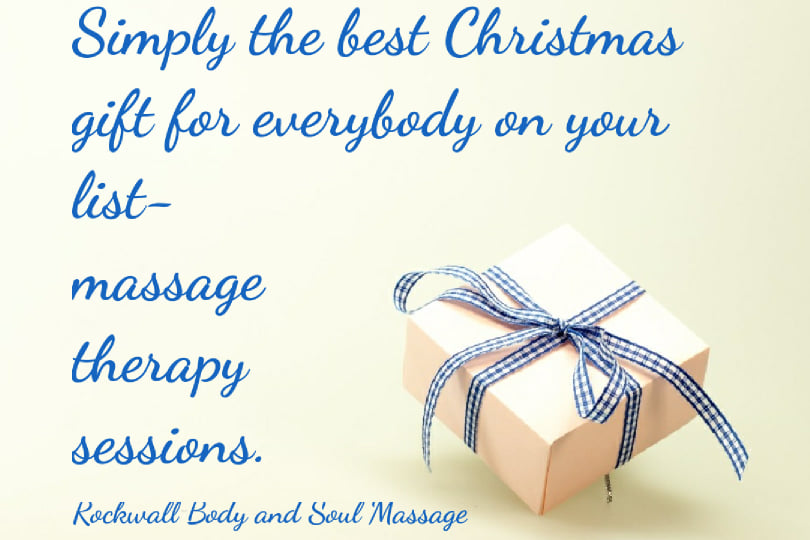 Simply the best Christmas
gift for everybody on your
list-
massage
therapy
sessions.
Rockwall Body and Soul Massage